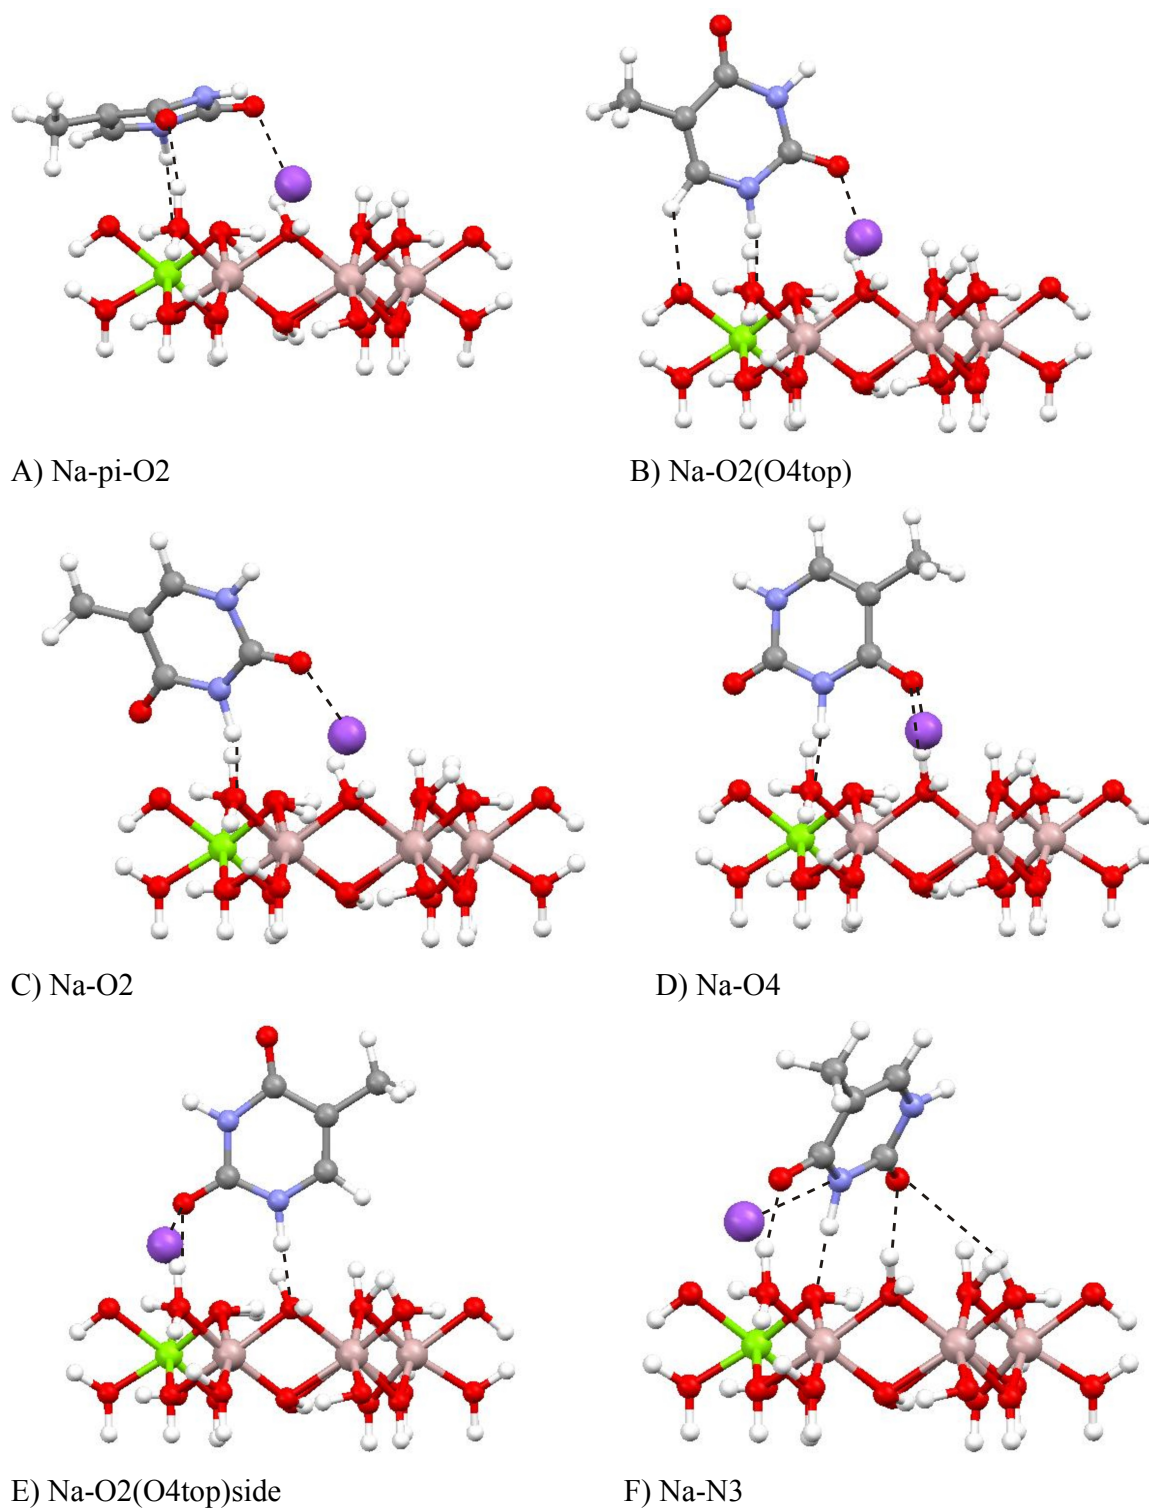 A) Na-pi-O2
B) Na-O2(O4top)
C) Na-O2
D) Na-O4
E) Na-O2(O4top)side
F) Na-N3